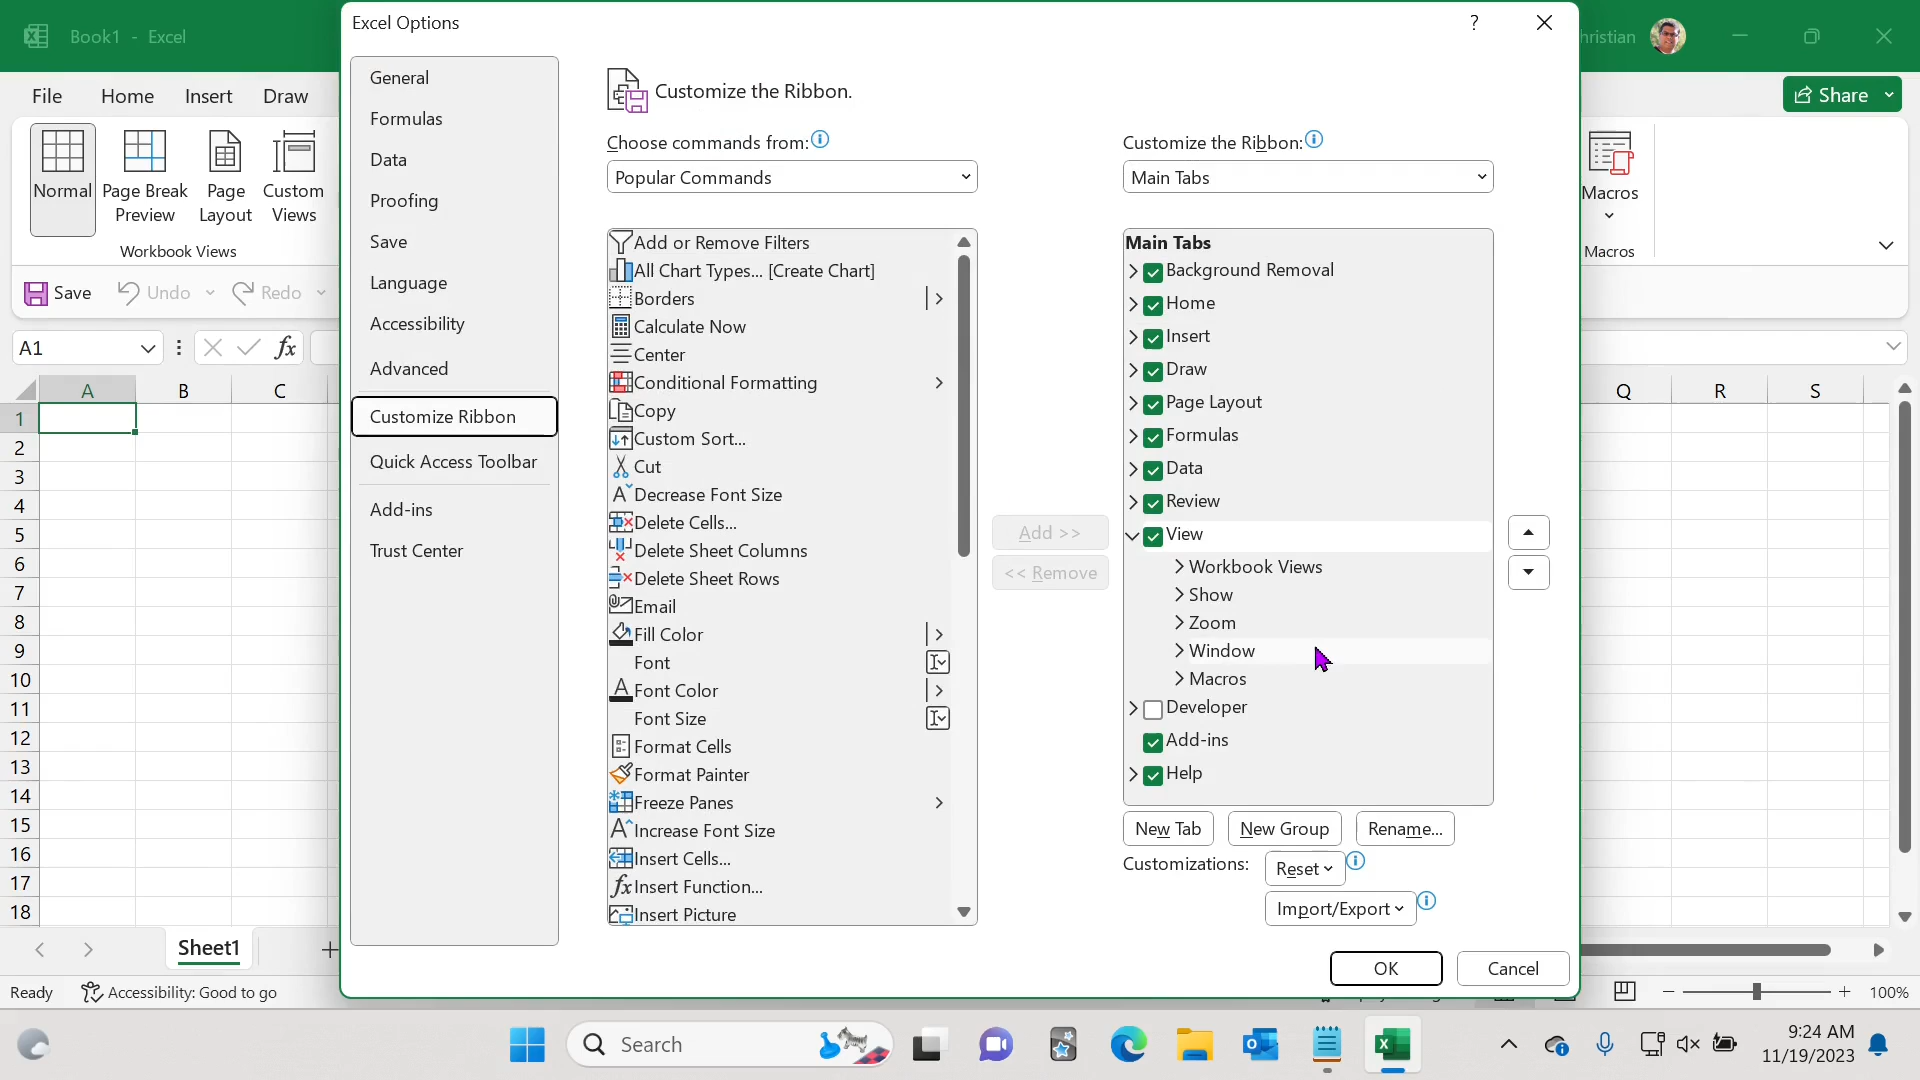 Book1 - Excel
Excel Options
?
hristian
File
Home
Insert
Draw
Share
Normal
Page Break Preview
Page Layout
Custom Views
Workbook Views
Macros
Macros
Save
Undo
Redo
A1
fx
A
B
C
Q
R
S
1
2
3
4
5
6
7
8
9
10
11
12
13
14
15
16
17
18
General
Formulas
Data
Proofing
Save
Language
Accessibility
Advanced
Customize Ribbon
Quick Access Toolbar
Add-ins
Trust Center
Customize the Ribbon.
Choose commands from:
Popular Commands
Add or Remove Filters
All Chart Types... [Create Chart]
Borders
Calculate Now
Center
Conditional Formatting
Copy
Custom Sort...
Cut
Decrease Font Size
Delete Cells...
Delete Sheet Columns
Delete Sheet Rows
Email
Fill Color
Font
Font Color
Font Size
Format Cells
Format Painter
Freeze Panes
Increase Font Size
Insert Cells...
Insert Function...
Insert Picture
Add >>
<< Remove
Customize the Ribbon:
Main Tabs
Main Tabs
Background Removal
Home
Insert
Draw
Page Layout
Formulas
Data
Review
View
Workbook Views
Show
Zoom
Window
Macros
Developer
Add-ins
Help
New Tab
New Group
Rename...
Customizations:
Reset
Import/Export
OK
Cancel
Sheet1
Ready
Accessibility: Good to go
100%
Search
9:24 AM
11/19/2023